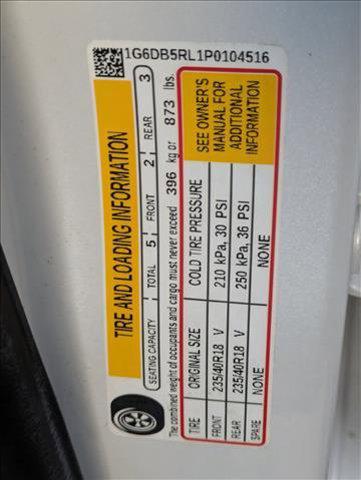 1G6DB5RL1P0104516
TIRE AND LOADING INFORMATION
SEATING CAPACITY TOTAL 5 FRONT 2 REAR 3
The combined weight of occupants and cargo must never exceed 396 kg or 873 lbs.
TIRE ORIGINAL SIZE COLD TIRE PRESSURE SEE OWNER'S
FRONT 235/40R18 V 210 kPa, 30 PSI MANUAL FOR
REAR 235/40R18 V 250 kPa, 36 PSI ADDITIONAL
SPARE NONE NONE INFORMATION